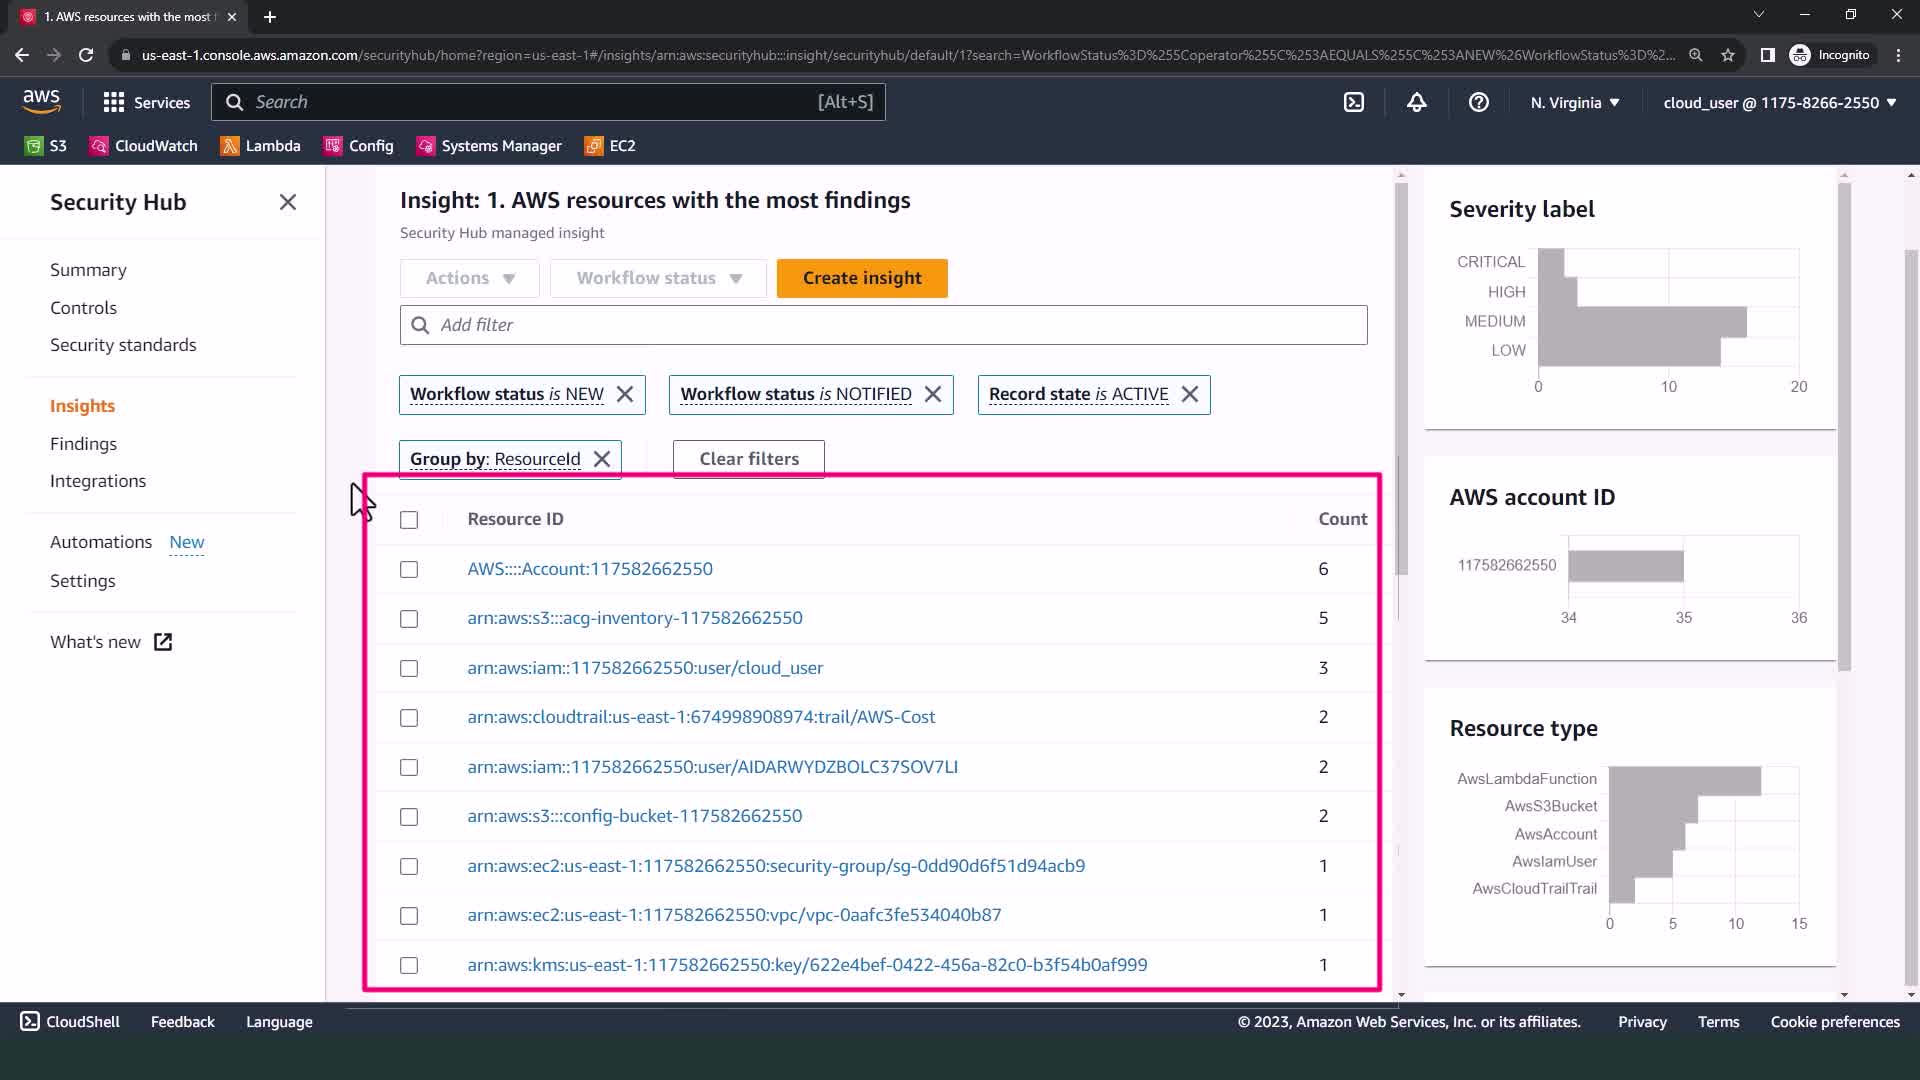 1. AWS resources with the most
us-east-1.console.aws.amazon.com/securityhub/home?region=us-east-1#/insights/arn:aws:securityhub:::insight/securityhub/default/1?search=WorkflowStatus%3D%255Coperator%255C%253AEQUALS%255C%253ANEW%26WorkflowStatus%3D%2...
Incognito
aws
Services
Search
[Alt+S]
N. Virginia
cloud_user @ 1175-8266-2550
S3
CloudWatch
Lambda
Config
Systems Manager
EC2
Security Hub
Summary
Controls
Security standards
Insights
Findings
Integrations
Automations New
Settings
What's new
Insight: 1. AWS resources with the most findings
Security Hub managed insight
Actions
Workflow status
Create insight
Add filter
Workflow status is NEW
Workflow status is NOTIFIED
Record state is ACTIVE
Group by: ResourceId
Clear filters
Resource ID Count
AWS::::Account:117582662550 6
arn:aws:s3:::acg-inventory-117582662550 5
arn:aws:iam::117582662550:user/cloud_user 3
arn:aws:cloudtrail:us-east-1:674998908974:trail/AWS-Cost 2
arn:aws:iam::117582662550:user/AIDARWYDZBOLC37SOV7LI 2
arn:aws:s3:::config-bucket-117582662550 2
arn:aws:ec2:us-east-1:117582662550:security-group/sg-0dd90d6f51d94acb9 1
arn:aws:ec2:us-east-1:117582662550:vpc/vpc-0aafc3fe534040b87 1
arn:aws:kms:us-east-1:117582662550:key/622e4bef-0422-456a-82c0-b3f54b0af999 1
Severity label
CRITICAL
HIGH
MEDIUM
LOW
0 10 20
AWS account ID
117582662550
34 35 36
Resource type
AwsLambdaFunction
AwsS3Bucket
AwsAccount
AwsIamUser
AwsCloudTrailTrail
0 5 10 15
CloudShell
Feedback
Language
© 2023, Amazon Web Services, Inc. or its affiliates.
Privacy
Terms
Cookie preferences